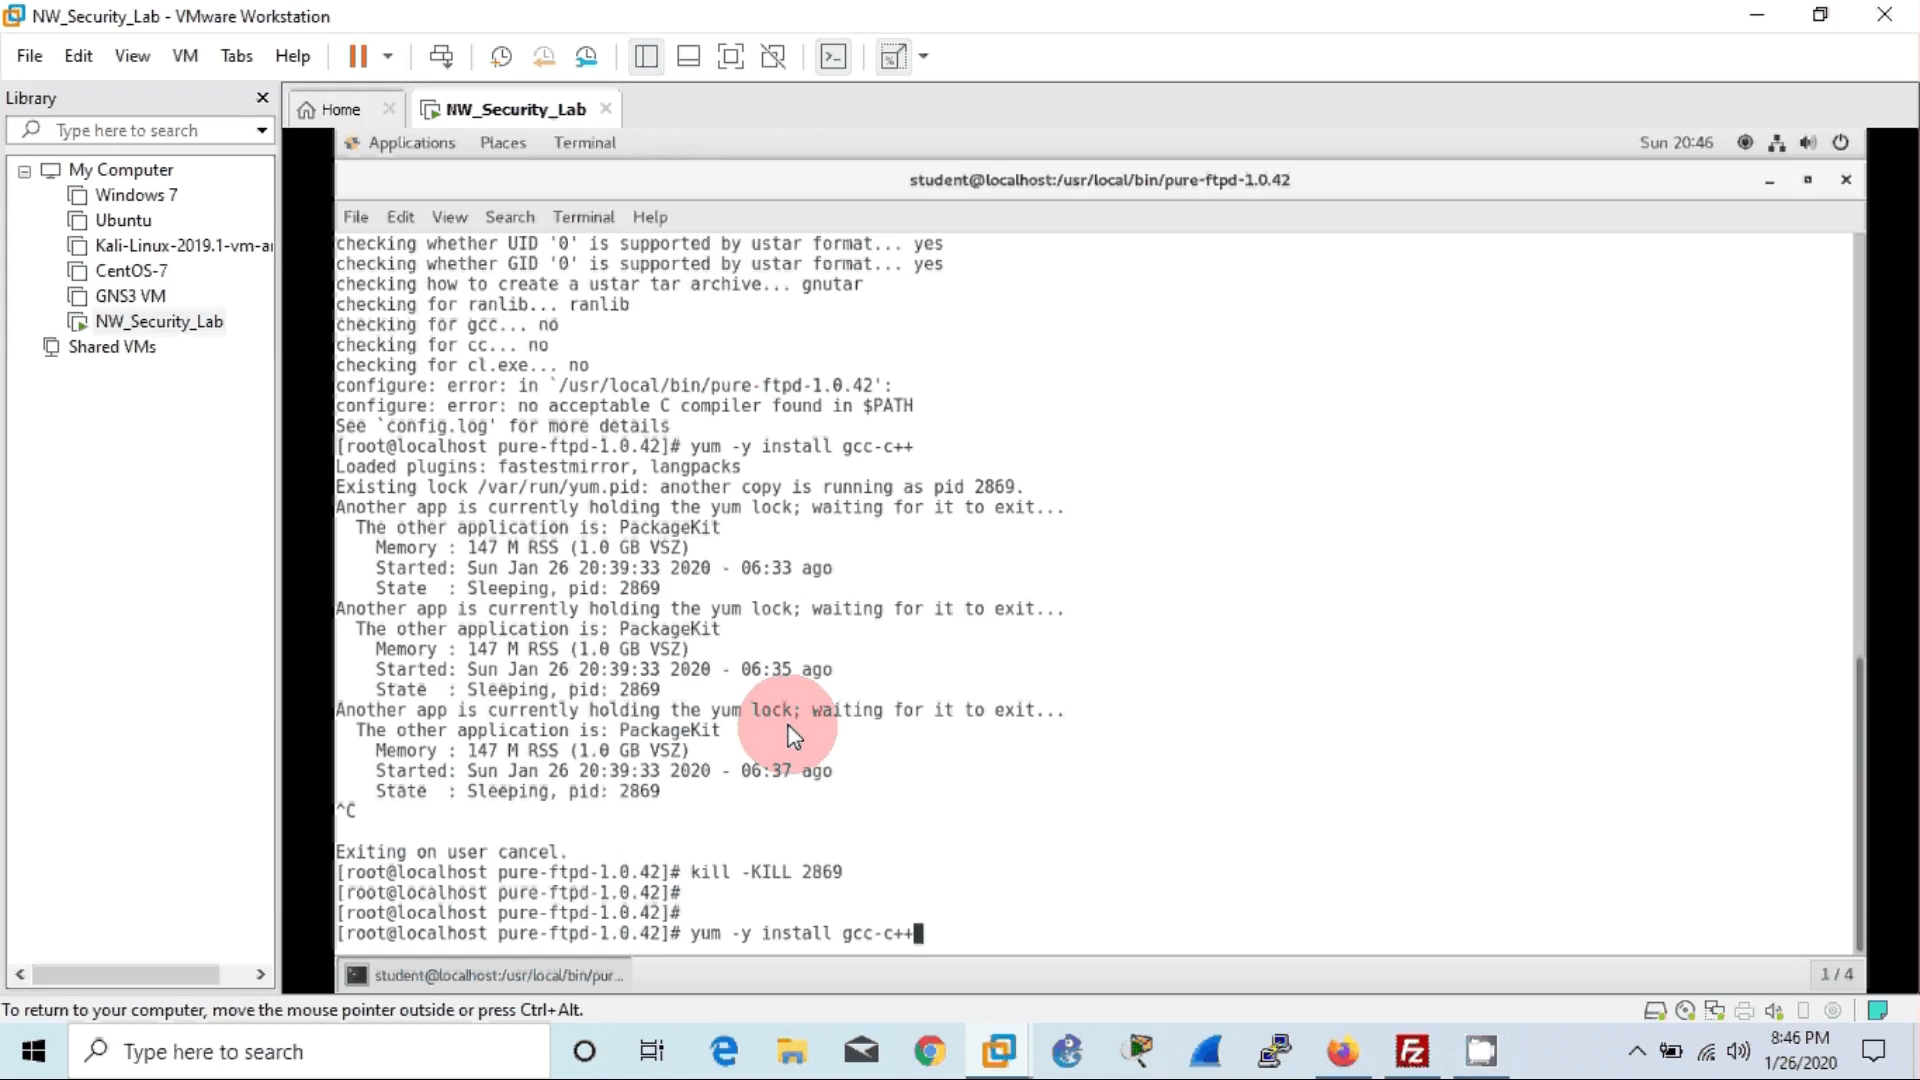 NW_Security_Lab - VMware Workstation
File Edit View VM Tabs Help
Library
Type here to search
My Computer
Windows 7
Ubuntu
Kali-Linux-2019.1-vm-ar
CentOS-7
GNS3 VM
NW_Security_Lab
Shared VMs
Home
NW_Security_Lab
Applications Places Terminal
Sun 20:46
student@localhost:/usr/local/bin/pure-ftpd-1.0.42
File Edit View Search Terminal Help
checking whether UID '0' is supported by ustar format... yes
checking whether GID '0' is supported by ustar format... yes
checking how to create a ustar tar archive... gnutar
checking for ranlib... ranlib
checking for gcc... no
checking for cc... no
checking for cl.exe... no
configure: error: in `/usr/local/bin/pure-ftpd-1.0.42':
configure: error: no acceptable C compiler found in $PATH
See `config.log' for more details
[root@localhost pure-ftpd-1.0.42]# yum -y install gcc-c++
Loaded plugins: fastestmirror, langpacks
Existing lock /var/run/yum.pid: another copy is running as pid 2869.
Another app is currently holding the yum lock; waiting for it to exit...
The other application is: PackageKit
Memory : 147 M RSS (1.0 GB VSZ)
Started: Sun Jan 26 20:39:33 2020 - 06:33 ago
State : Sleeping, pid: 2869
Another app is currently holding the yum lock; waiting for it to exit...
The other application is: PackageKit
Memory : 147 M RSS (1.0 GB VSZ)
Started: Sun Jan 26 20:39:33 2020 - 06:35 ago
State : Sleeping, pid: 2869
Another app is currently holding the yum lock; waiting for it to exit...
The other application is: PackageKit
Memory : 147 M RSS (1.0 GB VSZ)
Started: Sun Jan 26 20:39:33 2020 - 06:37 ago
State : Sleeping, pid: 2869
^C
Exiting on user cancel.
[root@localhost pure-ftpd-1.0.42]# kill -KILL 2869
[root@localhost pure-ftpd-1.0.42]#
[root@localhost pure-ftpd-1.0.42]#
[root@localhost pure-ftpd-1.0.42]# yum -y install gcc-c++
student@localhost:/usr/local/bin/pur...
1 / 4
To return to your computer, move the mouse pointer outside or press Ctrl+Alt.
Type here to search
8:46 PM
1/26/2020